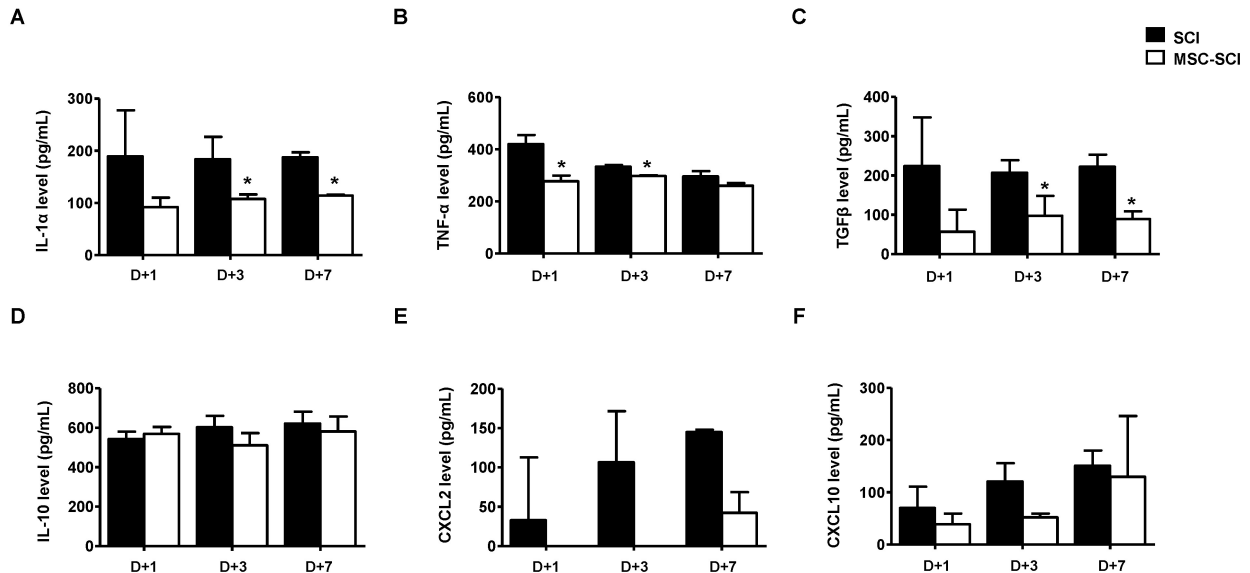 A
B
C
SCI
MSC-SCI
IL-1α level (pg/mL)
300
200
100
0
*
*
D+1 D+3 D+7
TNF-α level (pg/mL)
600
400
200
0
*
*
D+1 D+3 D+7
TGFβ level (pg/mL)
400
300
200
100
0
*
*
D+1 D+3 D+7
D
E
F
IL-10 level (pg/mL)
800
600
400
200
0
D+1 D+3 D+7
CXCL2 level (pg/mL)
200
150
100
50
0
D+1 D+3 D+7
CXCL10 level (pg/mL)
300
200
100
0
D+1 D+3 D+7